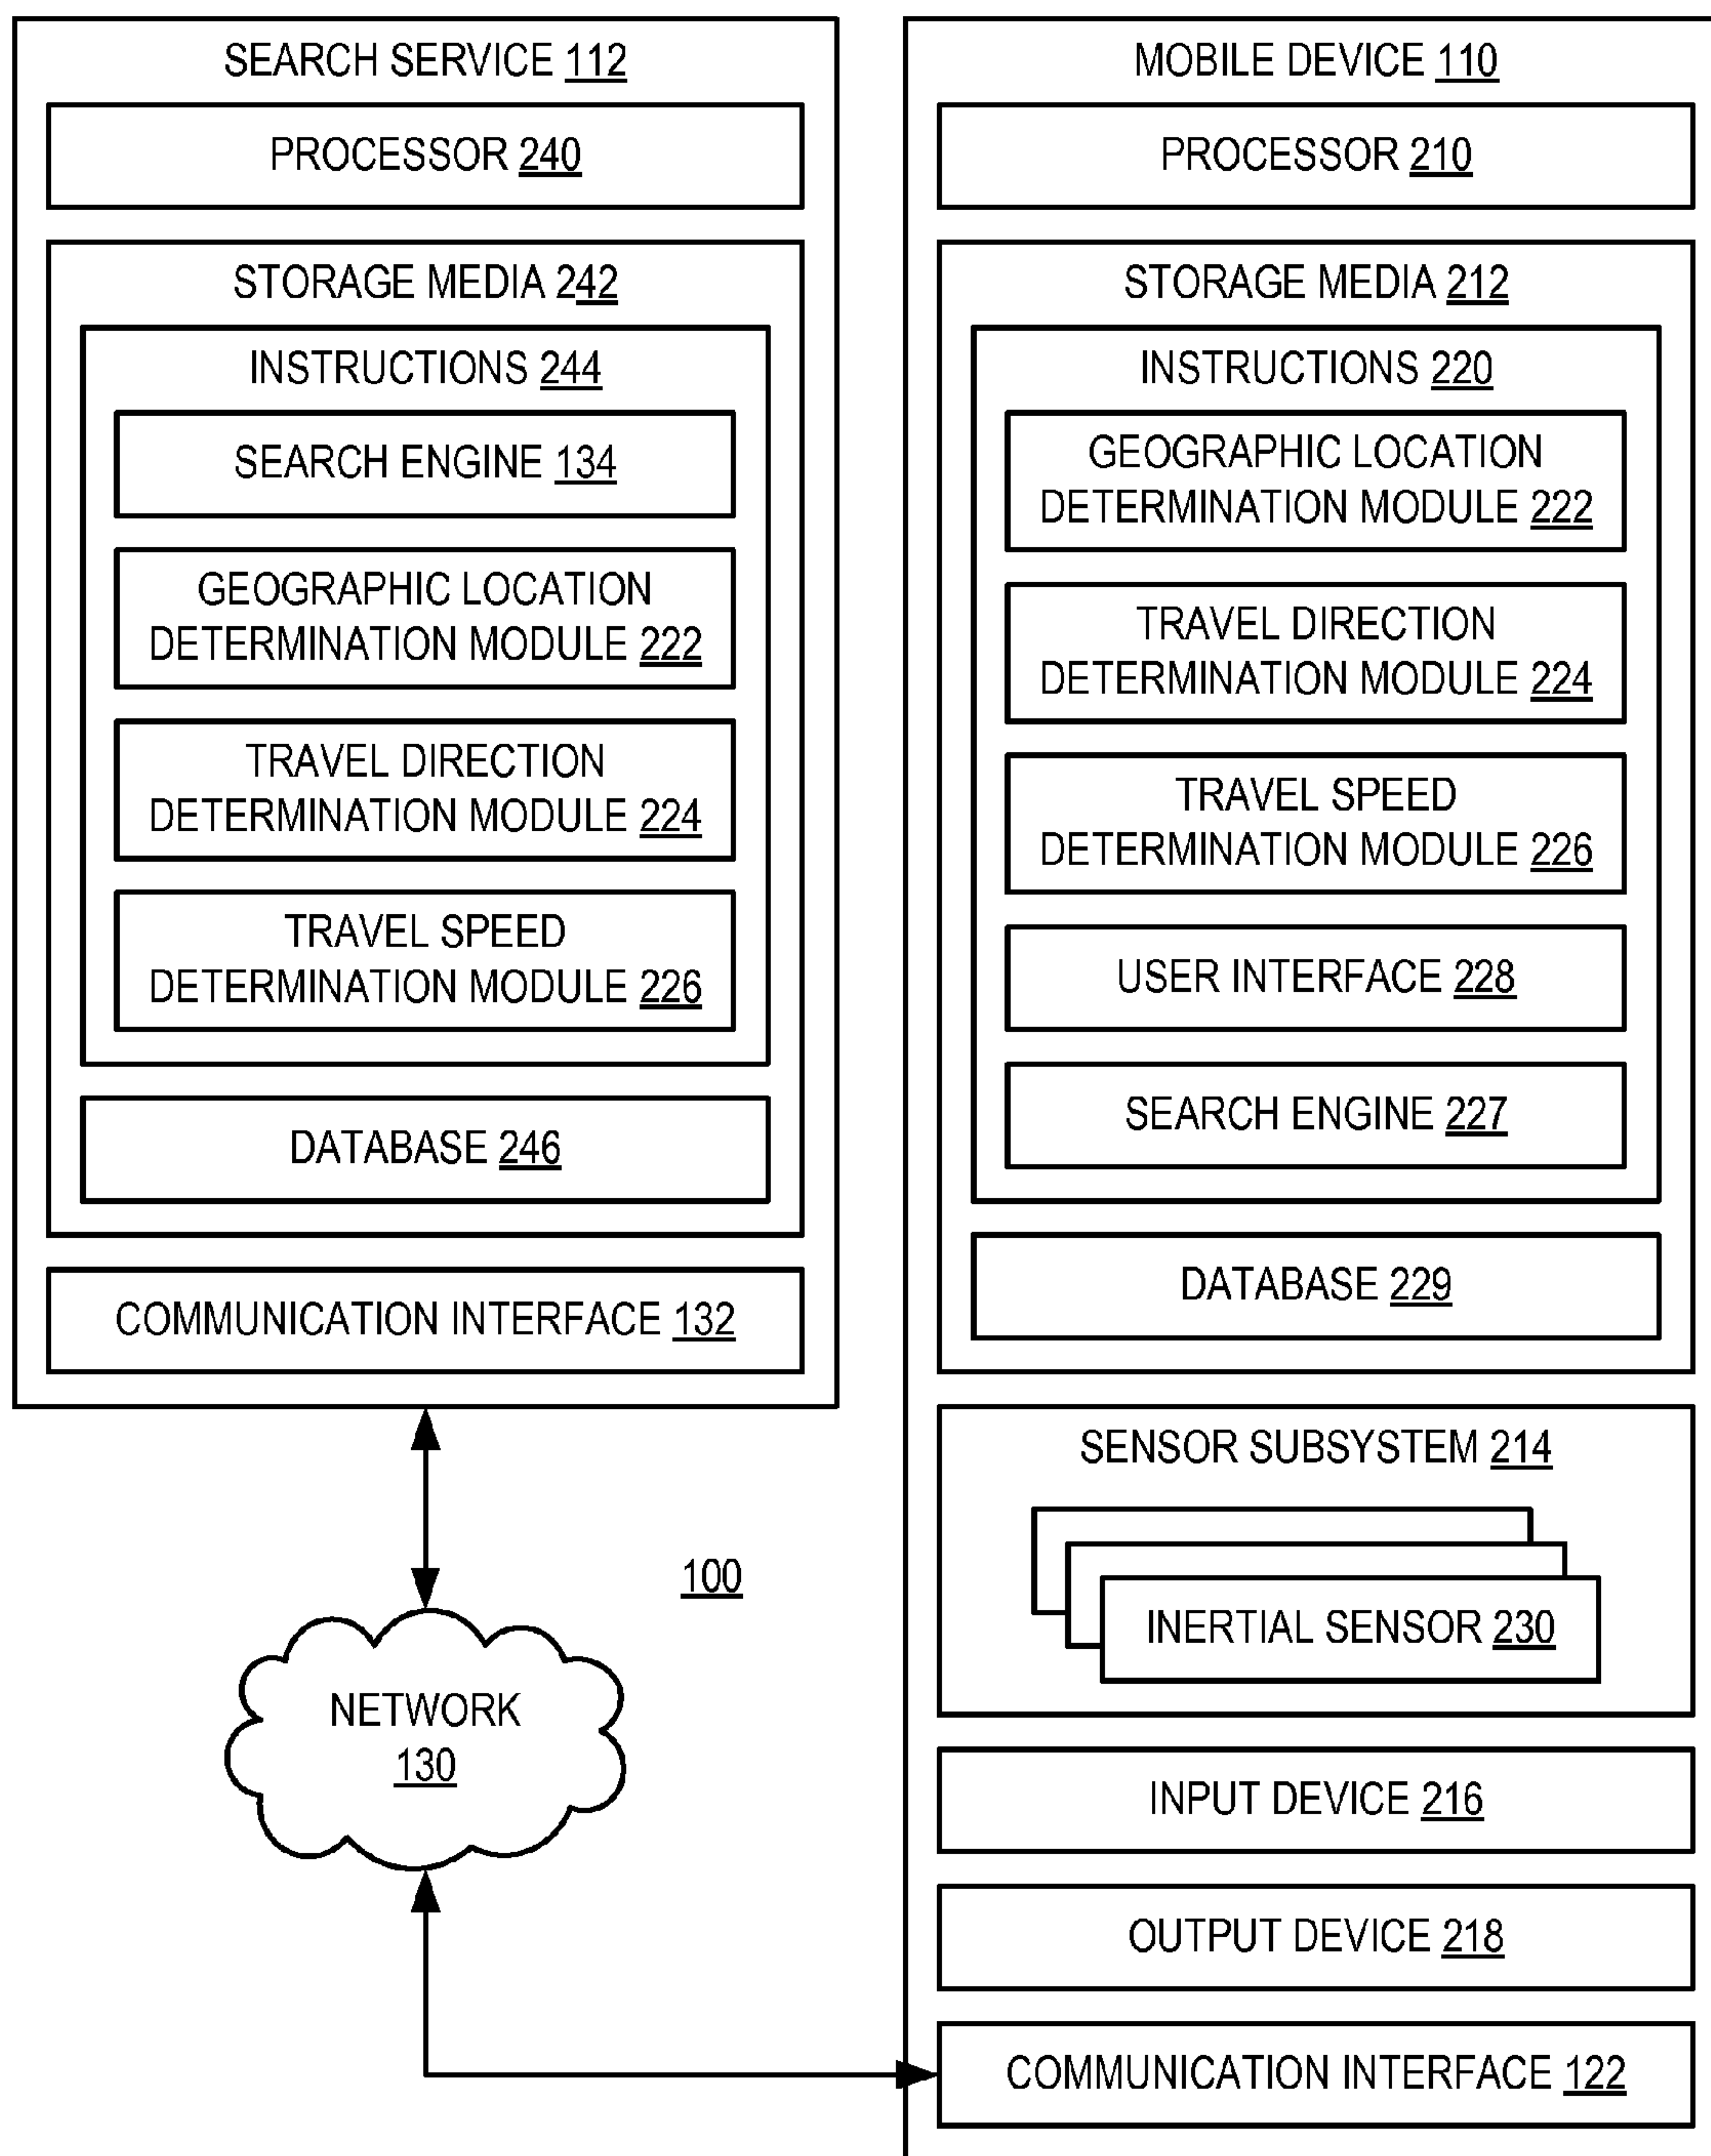 SEARCH SERVICE 112
PROCESSOR 240
STORAGE MEDIA 242
INSTRUCTIONS 244
SEARCH ENGINE 134
GEOGRAPHIC LOCATION
DETERMINATION MODULE 222
TRAVEL DIRECTION
DETERMINATION MODULE 224
TRAVEL SPEED
DETERMINATION MODULE 226
DATABASE 246
COMMUNICATION INTERFACE 132
100
NETWORK
130
MOBILE DEVICE 110
PROCESSOR 210
STORAGE MEDIA 212
INSTRUCTIONS 220
GEOGRAPHIC LOCATION
DETERMINATION MODULE 222
TRAVEL DIRECTION
DETERMINATION MODULE 224
TRAVEL SPEED
DETERMINATION MODULE 226
USER INTERFACE 228
SEARCH ENGINE 227
DATABASE 229
SENSOR SUBSYSTEM 214
INERTIAL SENSOR 230
INPUT DEVICE 216
OUTPUT DEVICE 218
COMMUNICATION INTERFACE 122